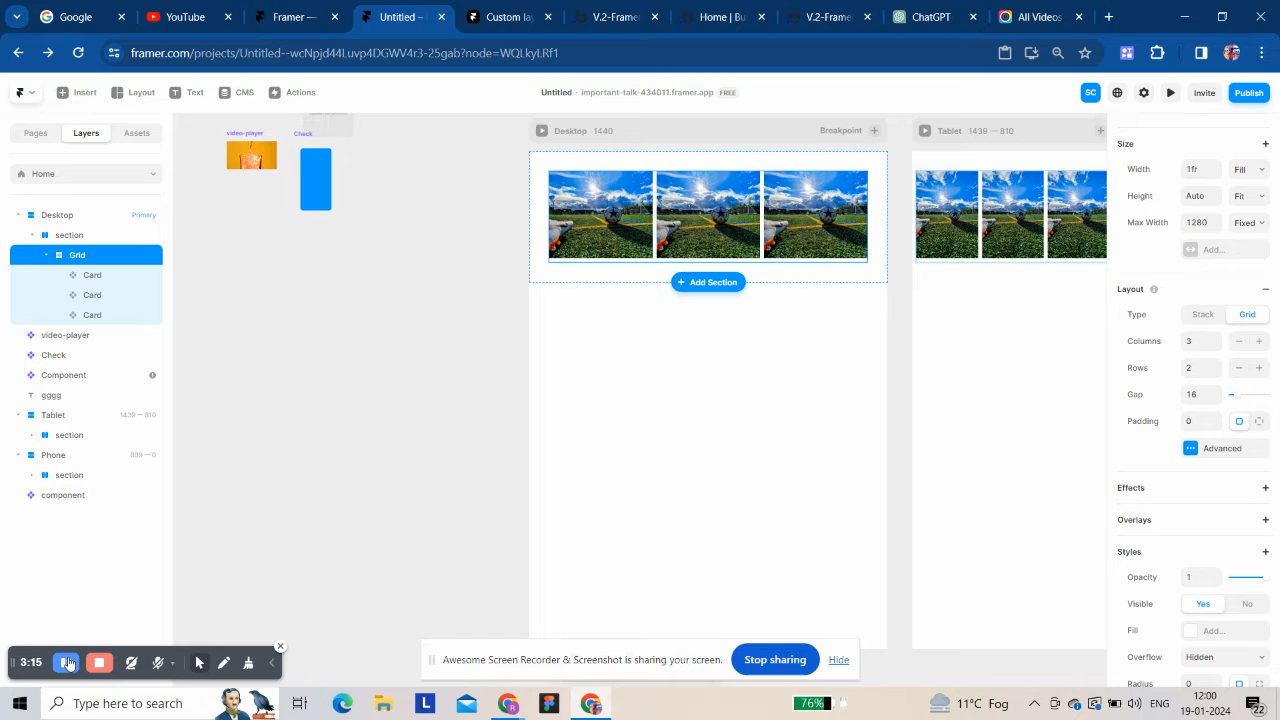 YouTube
Framer —
Untitled –
Custom lay
V.2-Framer
Home | Bu
V.2-Frame
ChatGPT
All Videos
framer.com/projects/Untitled--wcNpjd44Luvp4DGWV4r3-25gab?node=WQLkyLRf1
Insert
Layout
Text
CMS
Actions
Untitled · important-talk-434011.framer.app FREE
SC
Invite
Publish
Pages
Layers
Assets
Home
Desktop Primary
section
Grid
Card
Card
Card
video-player
Check
Component
gggg
Tablet 1439—810
section
Phone 809—0
section
component
video-player
Check
Desktop 1440
Breakpoint
Tablet 1439 — 810
Add Section
Size
Width 1fr Fill
Height Auto Fit
Max Width 1280 Fixed
Add...
Layout
Type Stack Grid
Columns 3
Rows 2
Gap 16
Padding 0
Advanced
Effects
Overlays
Styles
Opacity 1
Visible Yes No
Fill Add...
Overflow Hidden
Radius 0
3:15
Awesome Screen Recorder & Screenshot is sharing your screen.
Stop sharing
Hide
Type here to search
L
R
76%
11°C Fog
ENG
12:00
19-01-2024
22